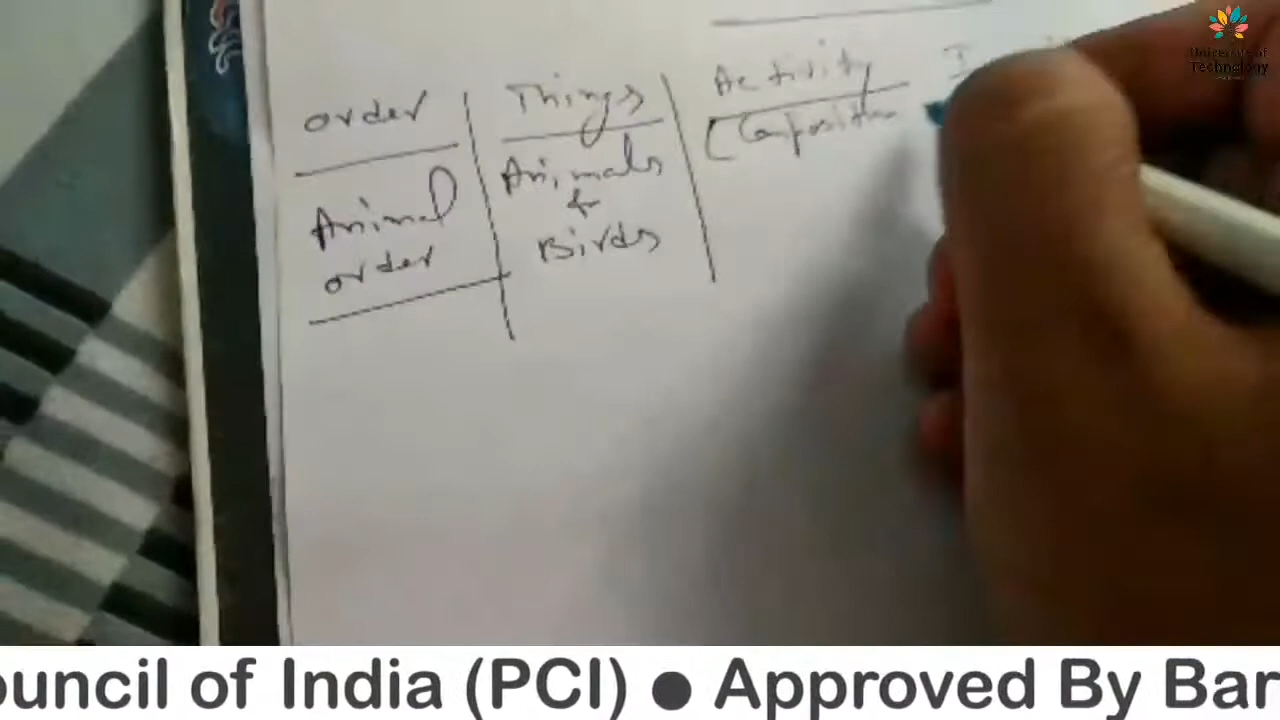 University of
Technology
order Things Activity
Animal order Animals & Birds [Composition
ouncil of India (PCI) ● Approved By Bar